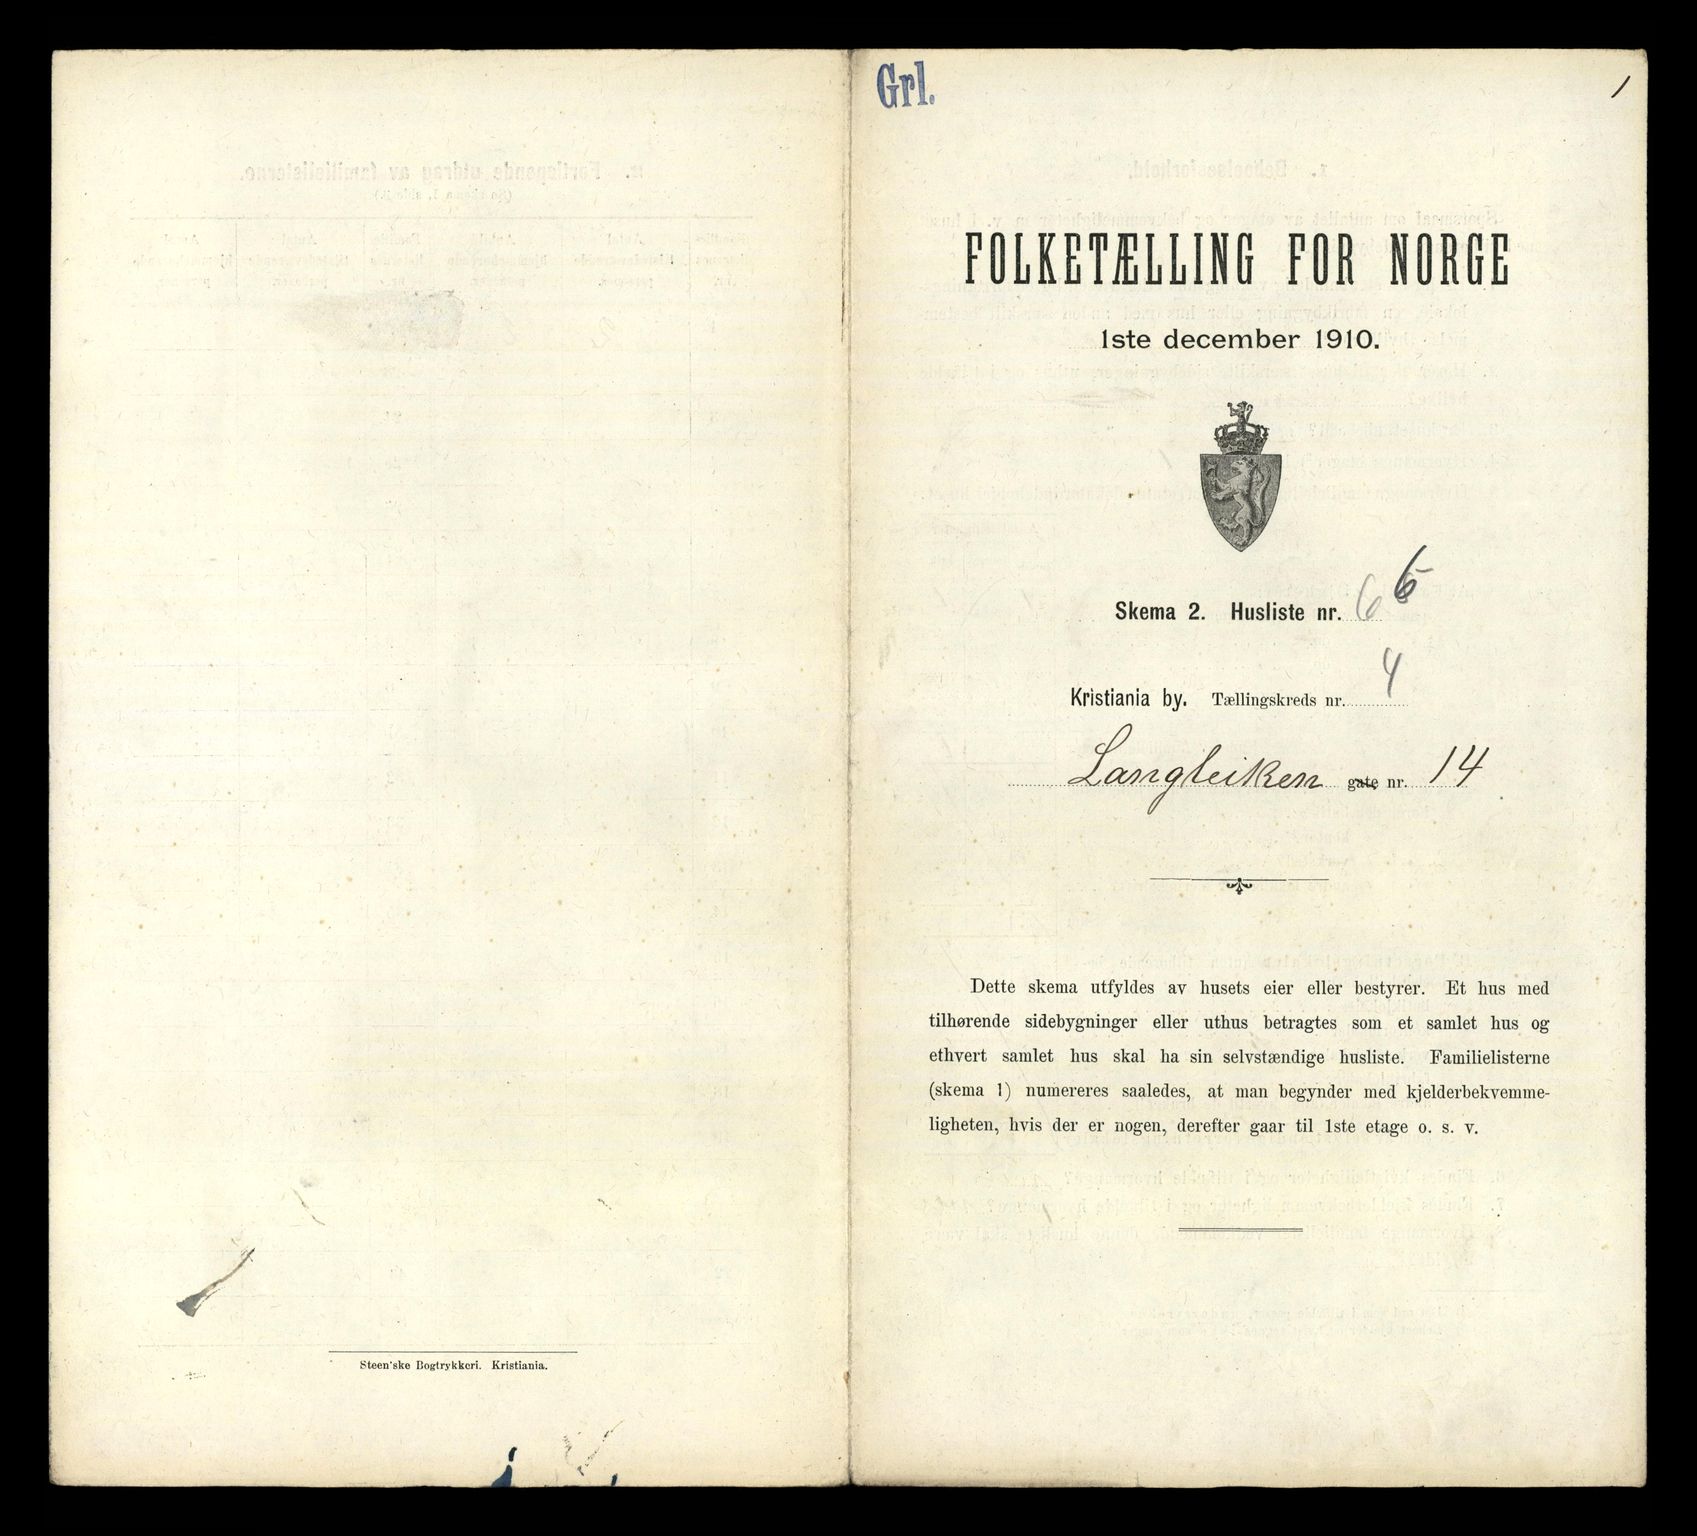 Grl.
1
FOLKETÆLLING FOR NORGE
1ste december 1910.
Skema 2. Husliste nr. 6
Kristiania by. Tællingskreds nr. 4
Langleiken gate nr. 14
Dette skema utfyldes av husets eier eller bestyrer. Et hus med
tilhørende sidebygninger eller uthus betragtes som et samlet hus og
ethvert samlet hus skal ha sin selvstændige husliste. Familielisterne
(skema 1) numereres saaledes, at man begynder med kjelderbekvemme-
ligheten, hvis der er nogen, derefter gaar til 1ste etage o. s. v.
Steen'ske Bogtrykkeri. Kristiania.